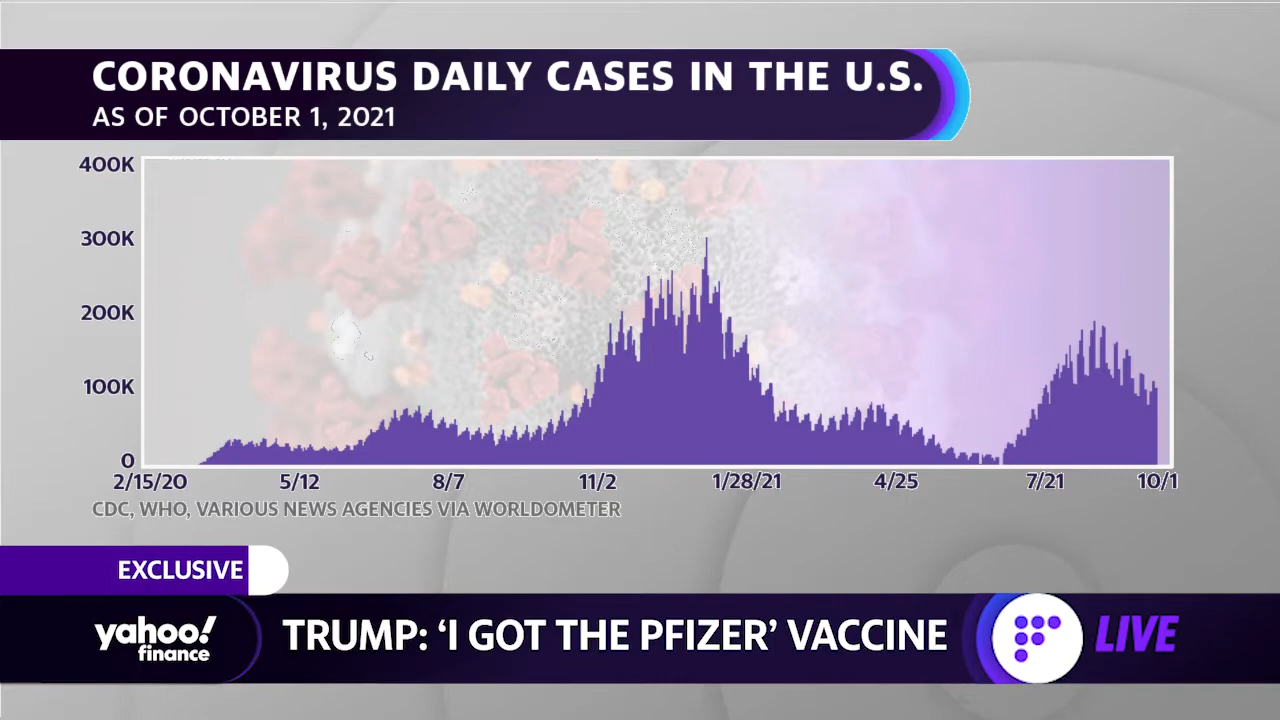 CORONAVIRUS DAILY CASES IN THE U.S.
AS OF OCTOBER 1, 2021
400K
300K
200K
100K
0
2/15/20 5/12 8/7 11/2 1/28/21 4/25 7/21 10/1
CDC, WHO, VARIOUS NEWS AGENCIES VIA WORLDOMETER
EXCLUSIVE
yahoo!
finance
TRUMP: ‘I GOT THE PFIZER’ VACCINE
LIVE